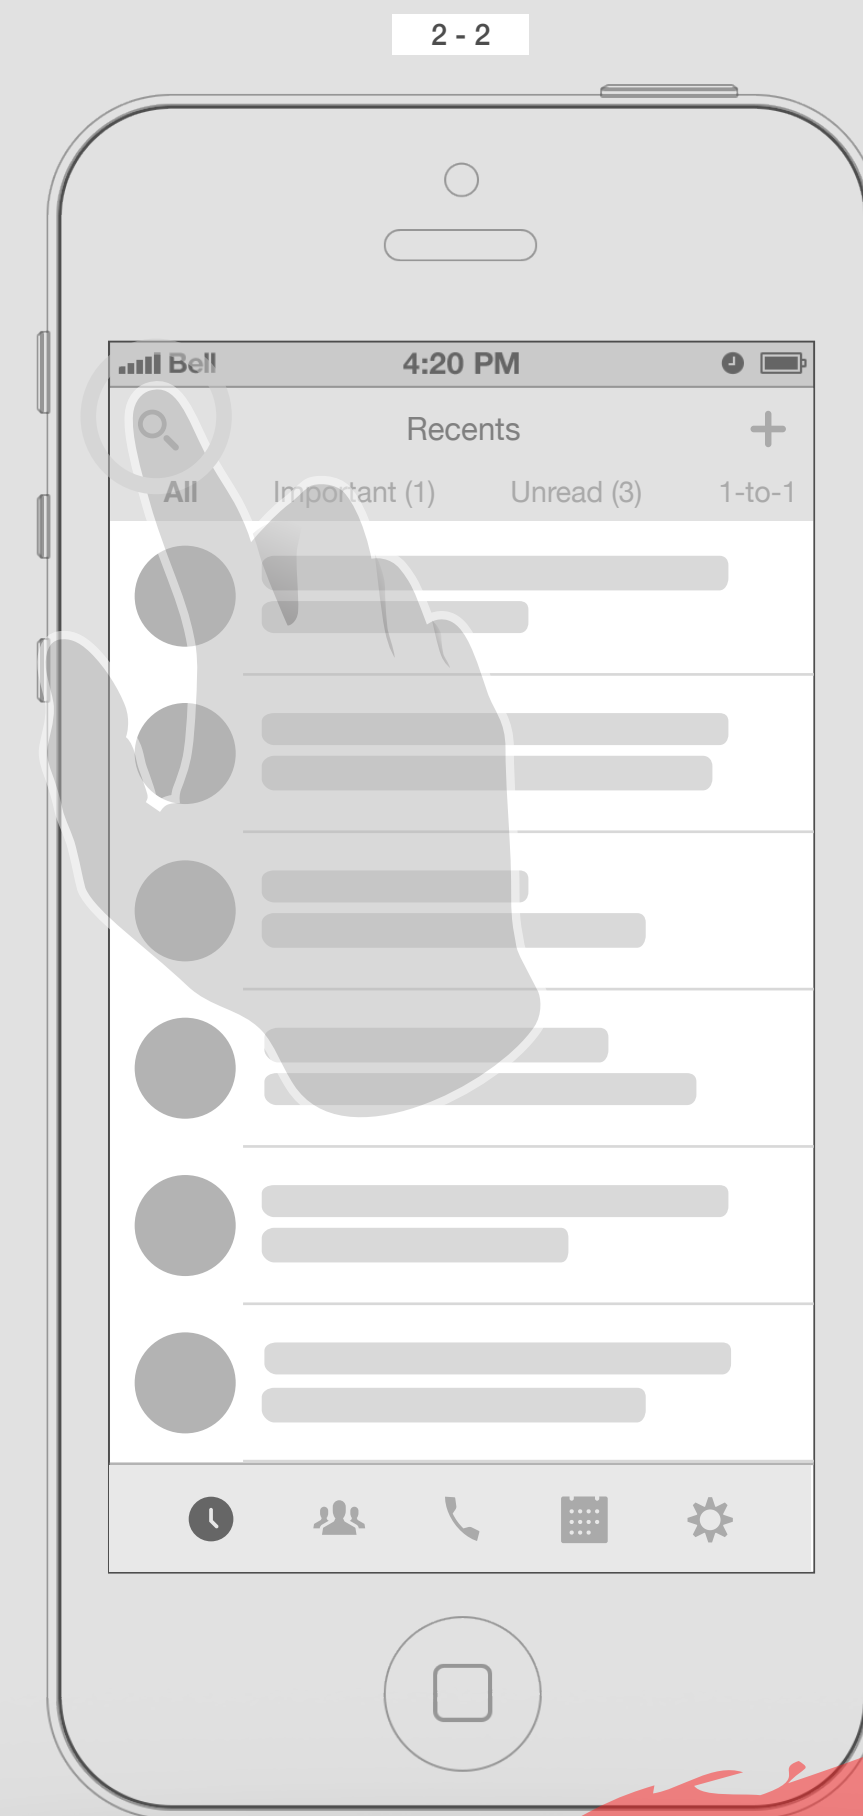 2 - 2
Bell 4:20 PM
Recents
All Important (1) Unread (3) 1-to-1